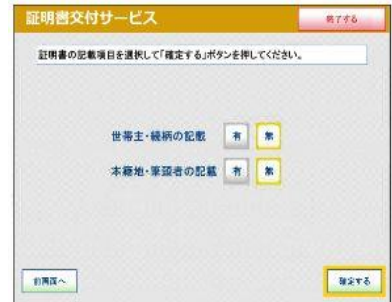 証明書交付サービス
終了する
証明書の記載項目を選択して「確定する」ボタンを押してください。
世帯主・続柄の記載 有 無
本籍地・筆頭者の記載 有 無
前画面へ 確定する